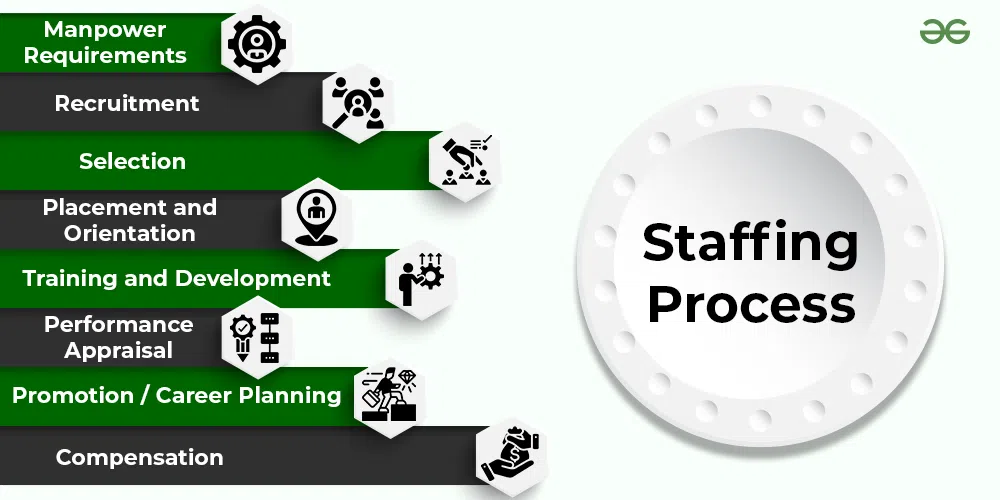 Manpower
Requirements
Recruitment
Selection
Placement and
Orientation
Training and Development
Performance
Appraisal
Promotion / Career Planning
Compensation
Staffing
Process